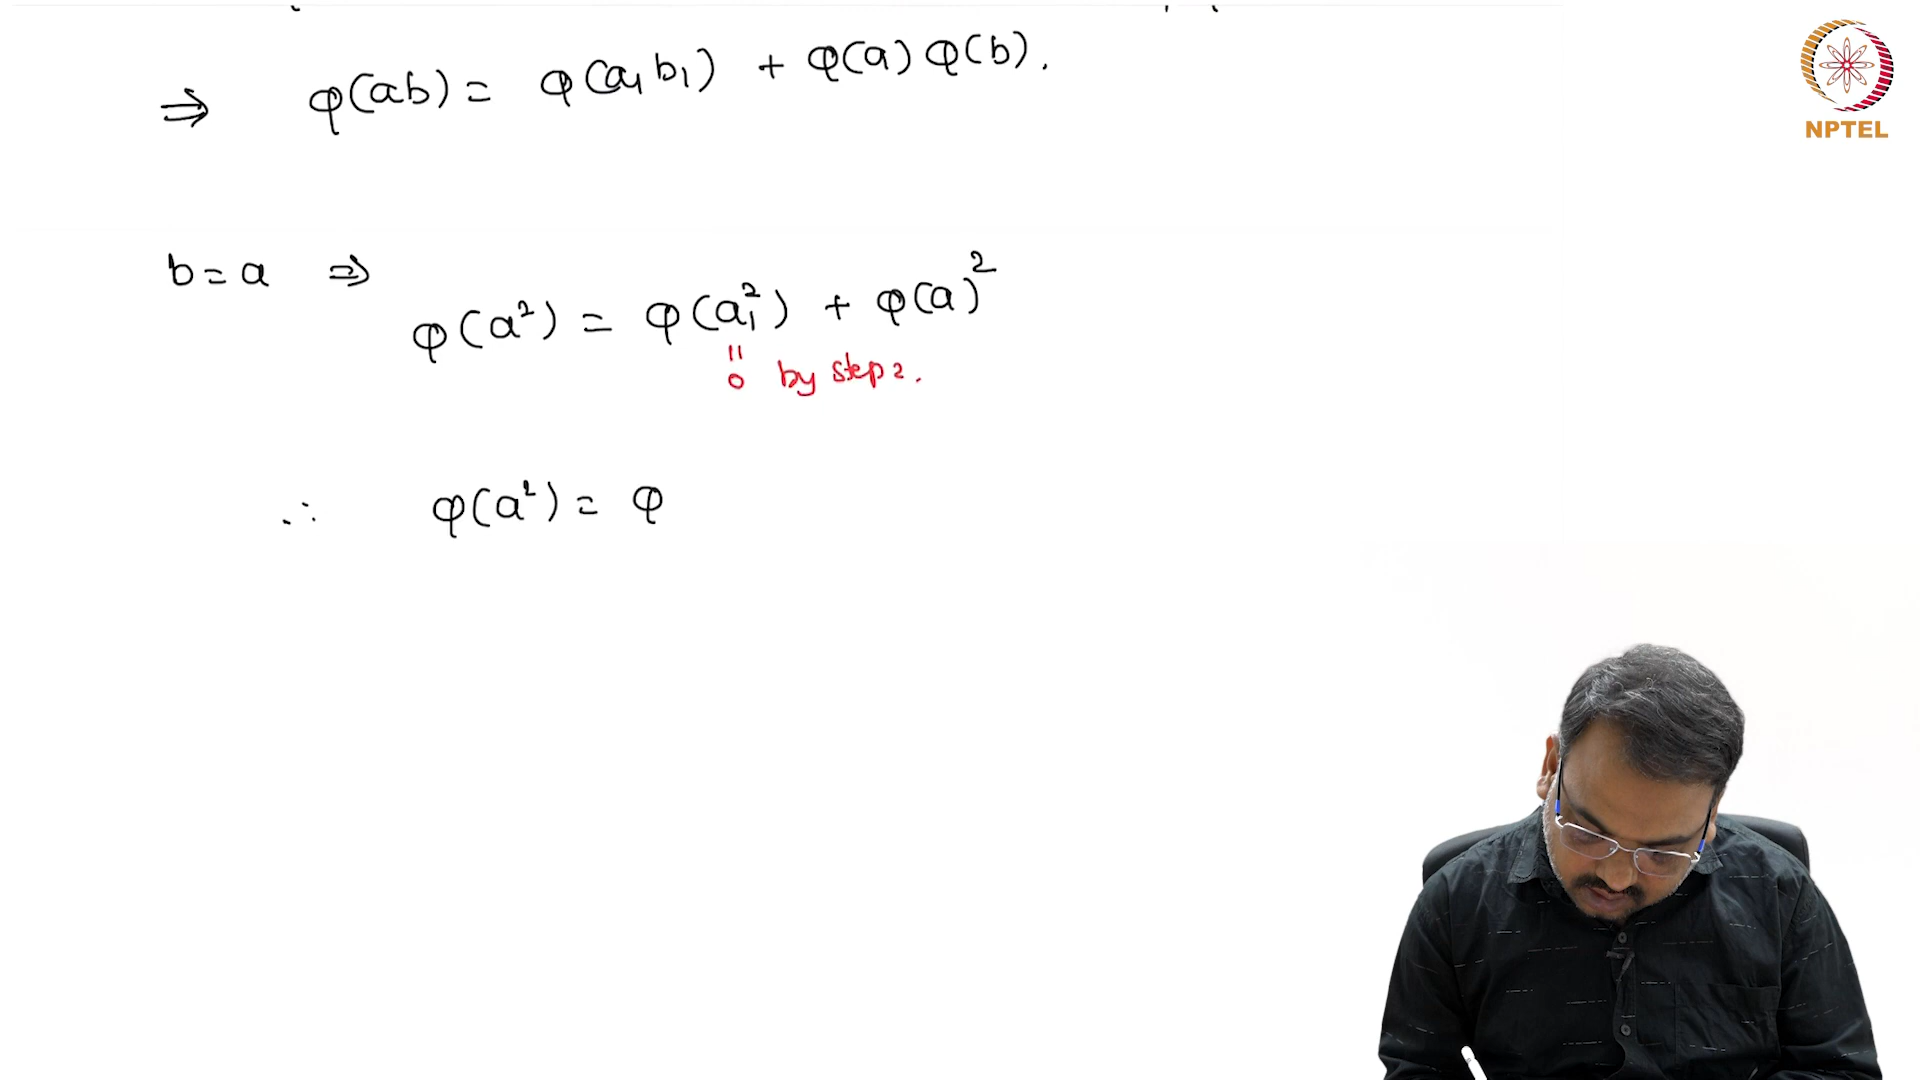 ⇒ φ(ab) = φ(a₁b₁) + φ(a) φ(b).
NPTEL
b = a ⇒
φ(a²) = φ(a₁²) + φ(a)²
" 0 by step 2.
∴ φ(a²) = φ